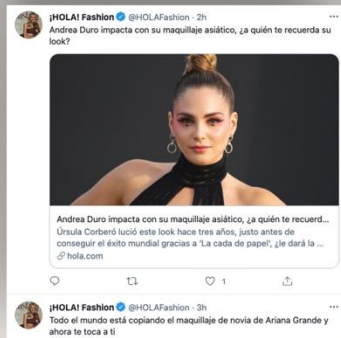 ¡HOLA! Fashion @HOLAFashion · 2h
Andrea Duro impacta con su maquillaje asiático, ¿a quién te recuerda su
look?
Andrea Duro impacta con su maquillaje asiático, ¿a quién te recuerd...
Úrsula Corberó lució este look hace tres años, justo antes de
conseguir el éxito mundial gracias a 'La cada de papel', ¿le dará la ...
hola.com
1
¡HOLA! Fashion @HOLAFashion · 3h
Todo el mundo está copiando el maquillaje de novia de Ariana Grande y
ahora te toca a ti